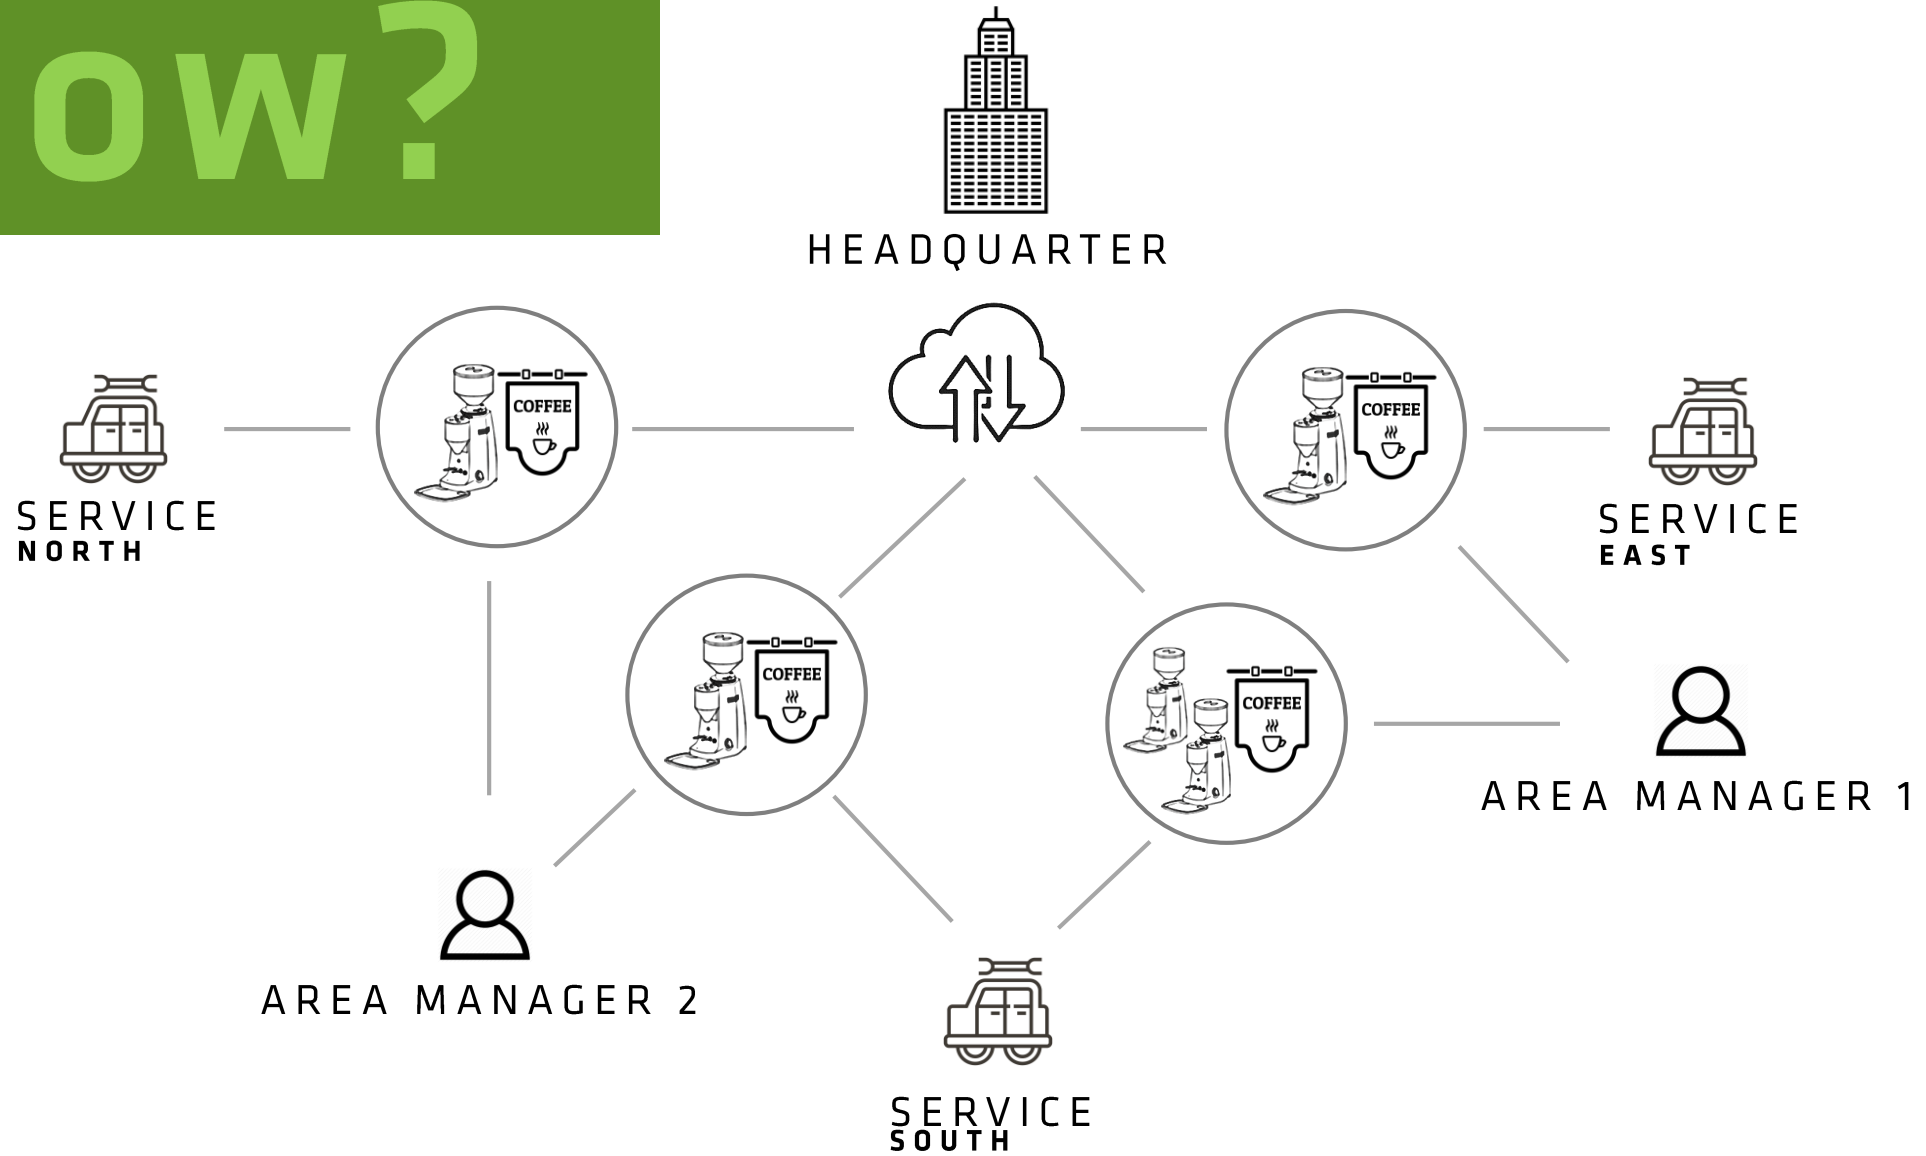 ow?
HEADQUARTER
COFFEE
COFFEE
SERVICE
NORTH
SERVICE
EAST
COFFEE
COFFEE
AREA MANAGER 1
AREA MANAGER 2
SERVICE
SOUTH